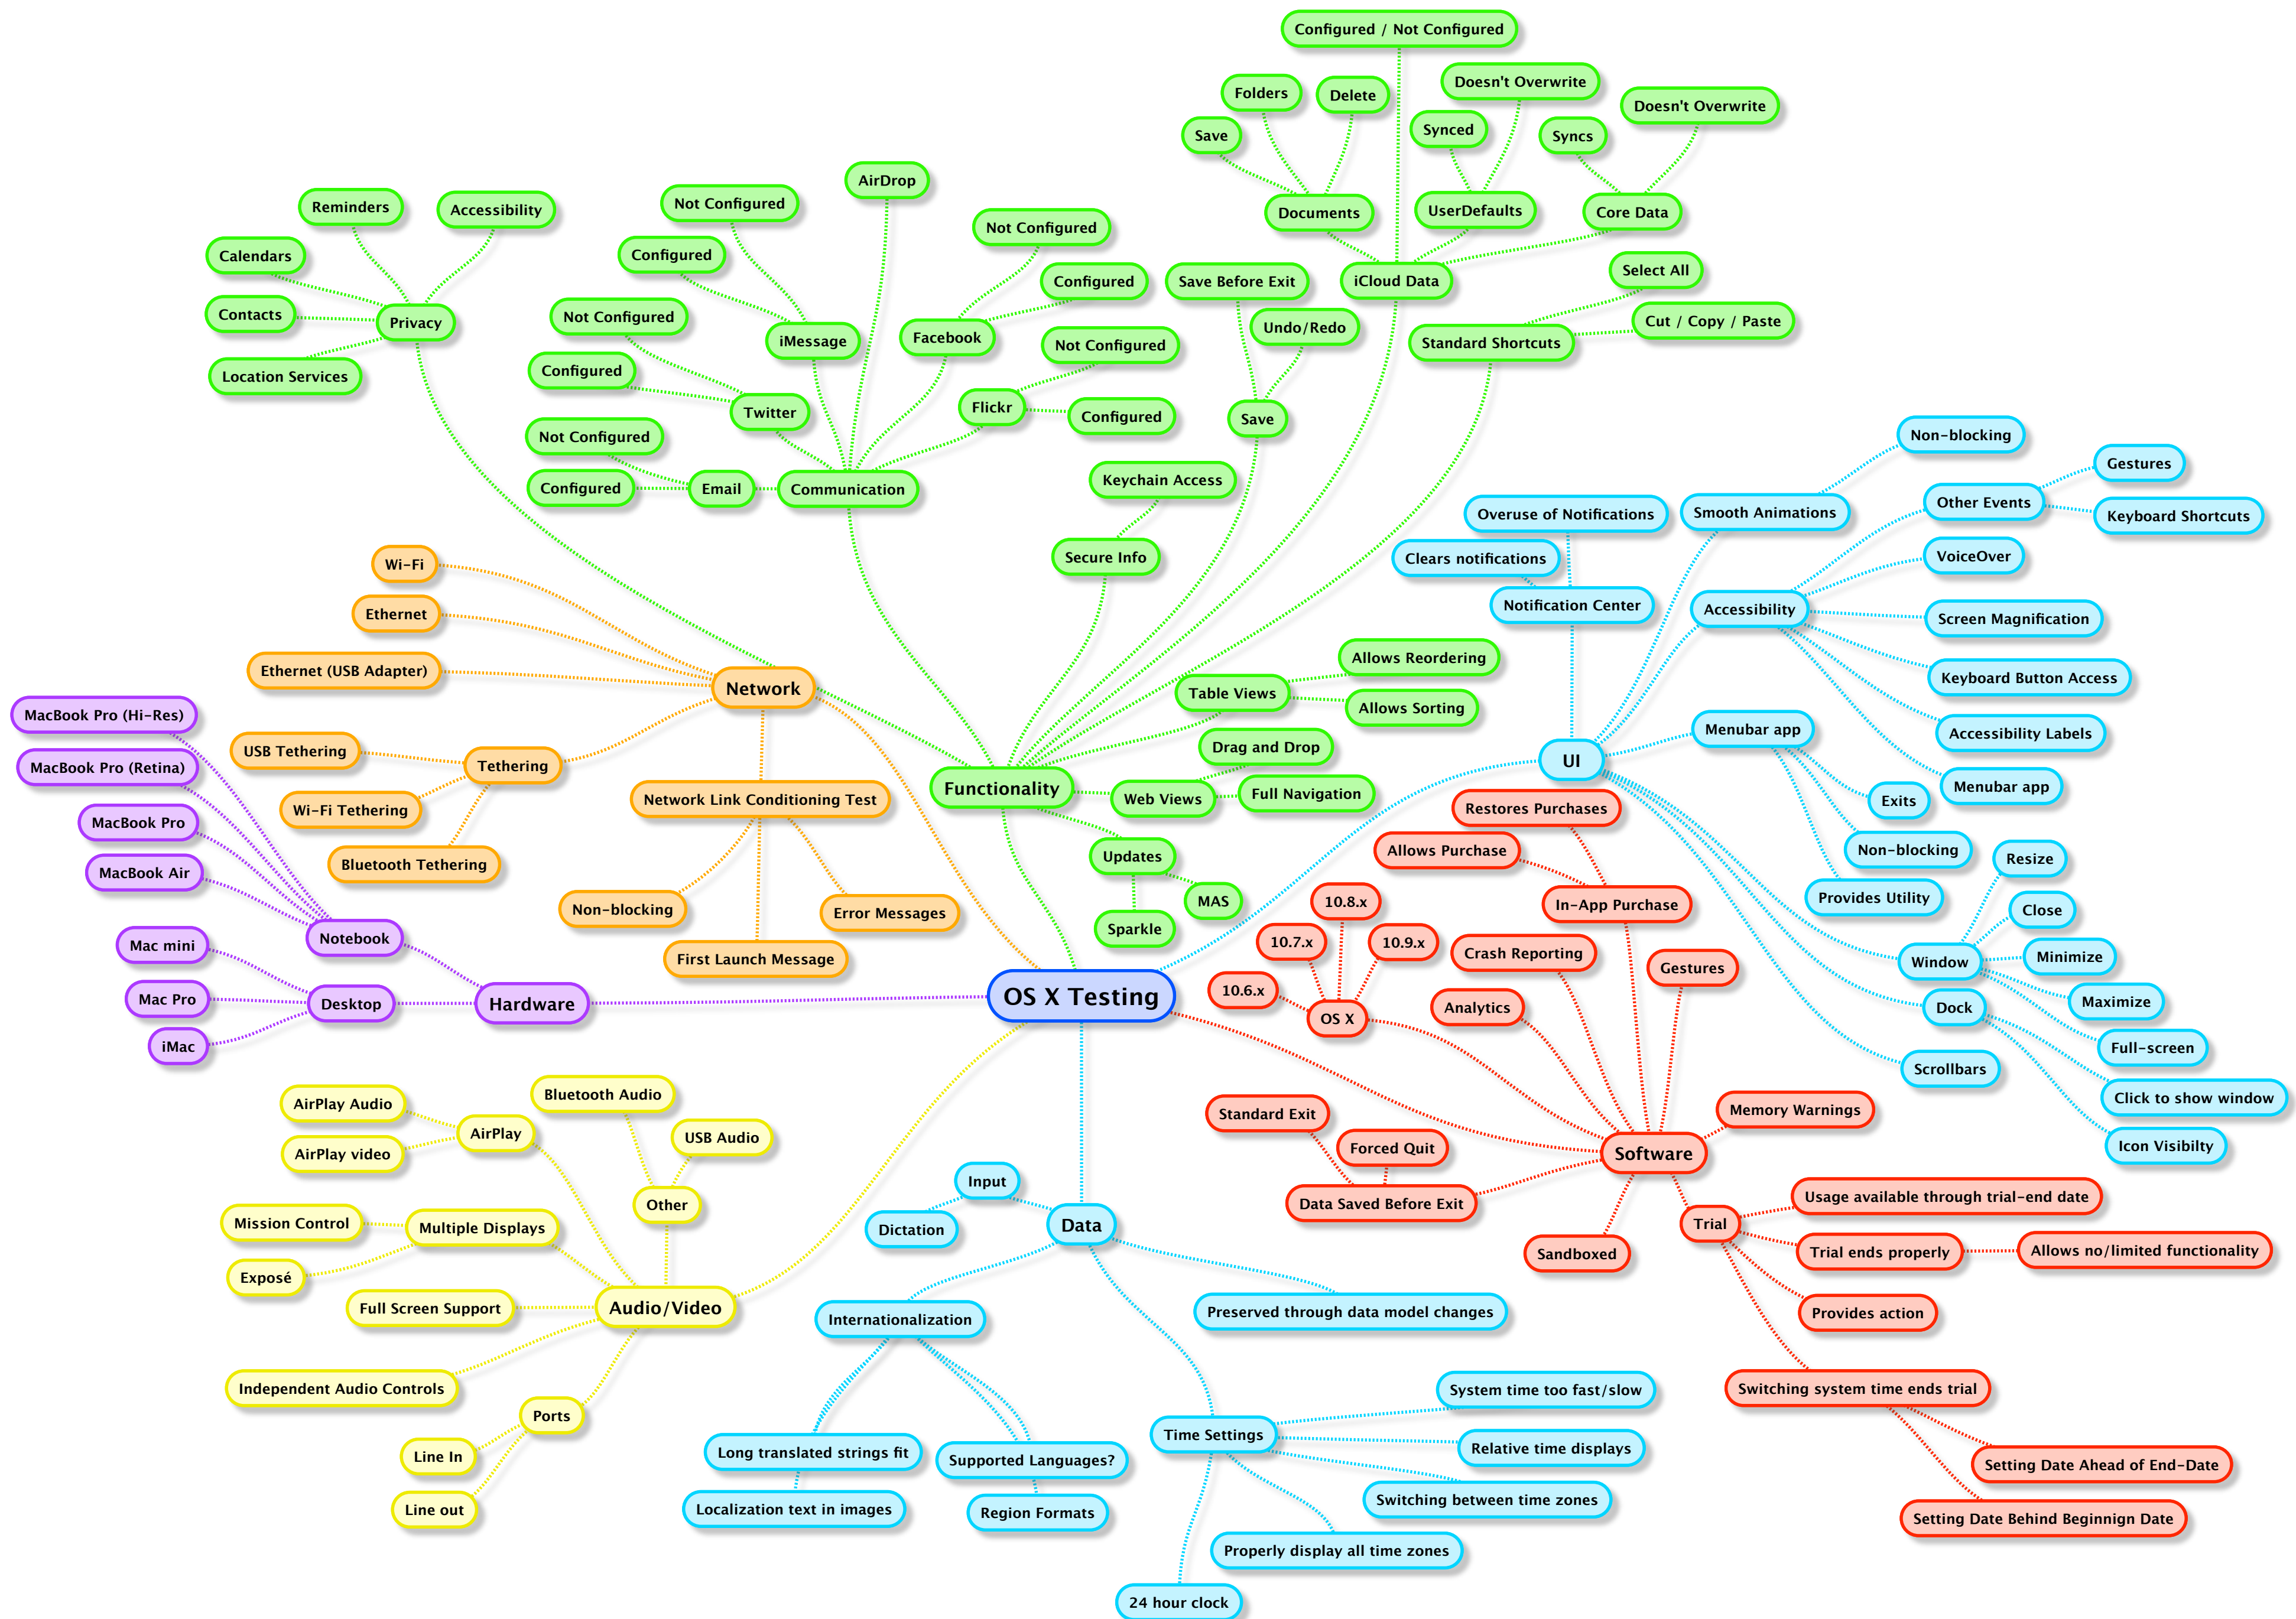 Configured / Not Configured
Folders
Delete
Doesn't Overwrite
Doesn't Overwrite
Save
Synced
Syncs
Documents
UserDefaults
Core Data
iCloud Data
AirDrop
Reminders
Accessibility
Calendars
Contacts
Location Services
Privacy
Not Configured
Configured
iMessage
Not Configured
Configured
Twitter
Not Configured
Configured
Email
Communication
Not Configured
Configured
Facebook
Not Configured
Configured
Flickr
Save Before Exit
Undo/Redo
Save
Select All
Cut / Copy / Paste
Standard Shortcuts
Keychain Access
Secure Info
Allows Reordering
Allows Sorting
Table Views
Drag and Drop
Full Navigation
Web Views
Functionality
Updates
MAS
Sparkle
Wi-Fi
Ethernet
Ethernet (USB Adapter)
Network
USB Tethering
Tethering
Wi-Fi Tethering
Bluetooth Tethering
Network Link Conditioning Test
Non-blocking
Error Messages
First Launch Message
MacBook Pro (Hi-Res)
MacBook Pro (Retina)
MacBook Pro
MacBook Air
Notebook
Mac mini
Mac Pro
iMac
Desktop
Hardware
OS X Testing
Non-blocking
Smooth Animations
Gestures
Other Events
Keyboard Shortcuts
VoiceOver
Accessibility
Screen Magnification
Keyboard Button Access
Accessibility Labels
Menubar app
Overuse of Notifications
Clears notifications
Notification Center
UI
Menubar app
Exits
Non-blocking
Provides Utility
Resize
Close
Window
Minimize
Maximize
Full-screen
Dock
Click to show window
Icon Visibilty
Scrollbars
Restores Purchases
Allows Purchase
In-App Purchase
10.8.x
10.7.x
10.9.x
10.6.x
OS X
Crash Reporting
Analytics
Gestures
Memory Warnings
Software
Standard Exit
Forced Quit
Data Saved Before Exit
Sandboxed
Trial
Usage available through trial-end date
Trial ends properly
Allows no/limited functionality
Provides action
Switching system time ends trial
Setting Date Ahead of End-Date
Setting Date Behind Beginnign Date
Bluetooth Audio
AirPlay Audio
AirPlay
USB Audio
AirPlay video
Other
Mission Control
Multiple Displays
Exposé
Full Screen Support
Audio/Video
Independent Audio Controls
Ports
Line In
Line out
Input
Dictation
Data
Internationalization
Preserved through data model changes
Long translated strings fit
Supported Languages?
Localization text in images
Region Formats
System time too fast/slow
Time Settings
Relative time displays
Switching between time zones
Properly display all time zones
24 hour clock